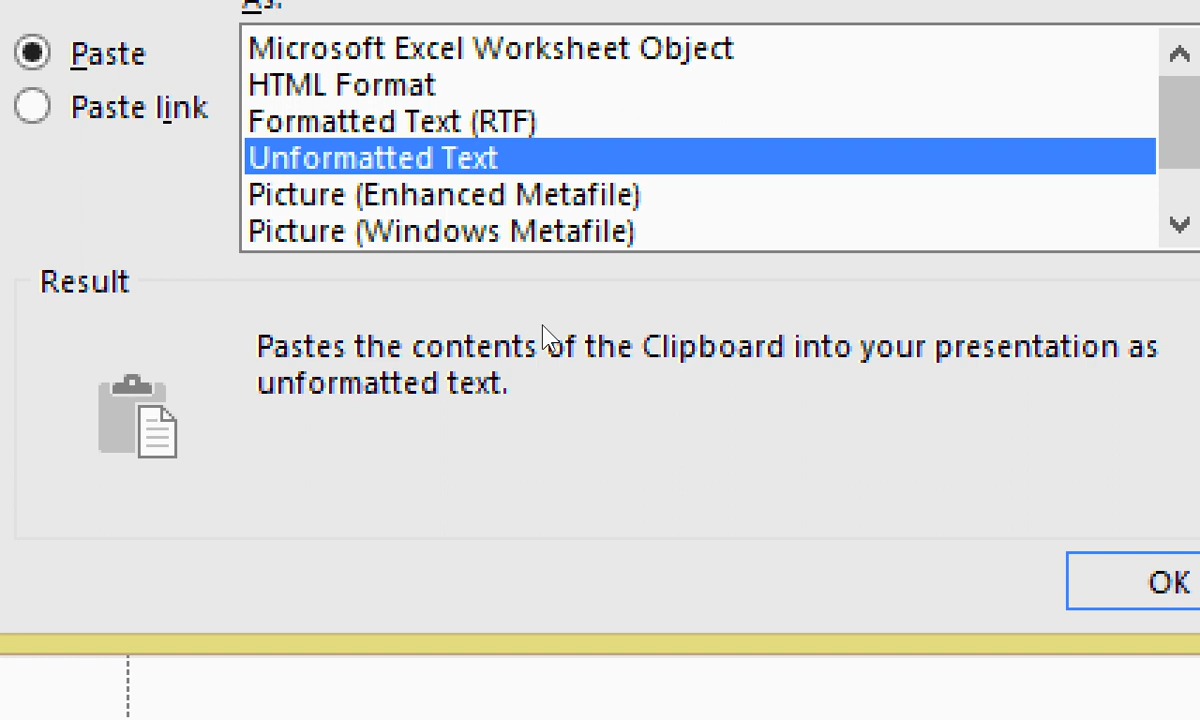 As:
Paste
Paste link
Microsoft Excel Worksheet Object
HTML Format
Formatted Text (RTF)
Unformatted Text
Picture (Enhanced Metafile)
Picture (Windows Metafile)
Result
Pastes the contents of the Clipboard into your presentation as
unformatted text.
OK